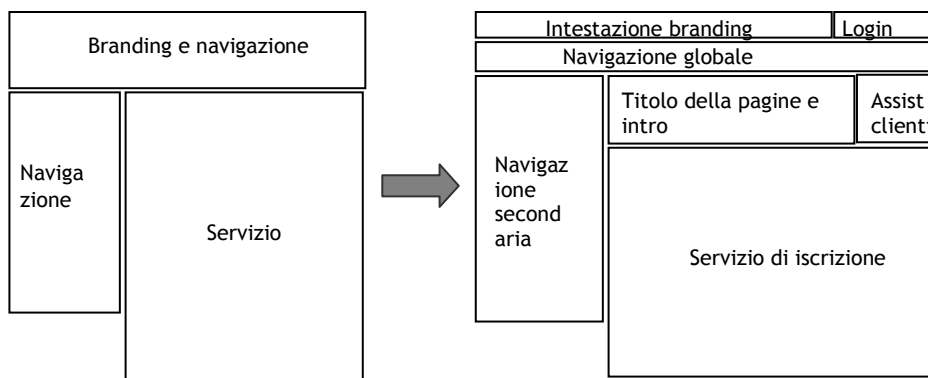 Branding e navigazione
Naviga
zione
Servizio
Intestazione branding
Login
Navigazione globale
Navigaz
ione
second
aria
Titolo della pagine e
intro
Assist
clienti
Servizio di iscrizione